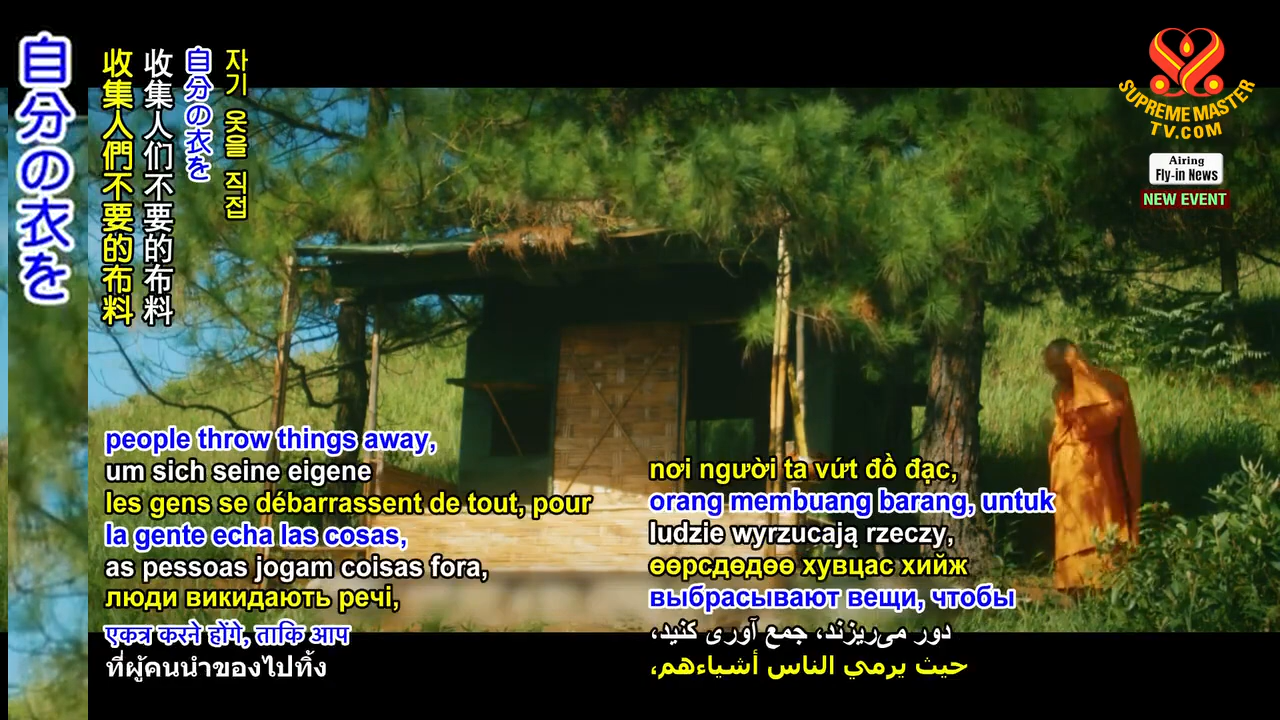 自分の衣を
收集人們不要的布料
收集人们不要的布料
自分の衣を
자기 옷을 직접
SUPREME MASTER
TV.COM
Airing
Fly-in News
NEW EVENT
people throw things away,
um sich seine eigene
les gens se débarrassent de tout, pour
la gente echa las cosas,
as pessoas jogam coisas fora,
люди викидають речі,
एकत्र करने होंगे, ताकि आप
ที่ผู้คนนำของไปทิ้ง
nơi người ta vứt đồ đạc,
orang membuang barang, untuk
ludzie wyrzucają rzeczy,
өөрсдөдөө хувцас хийж
выбрасывают вещи, чтобы
دور می‌ریزند، جمع آوری کنید،
حيث يرمي الناس أشياءهم،